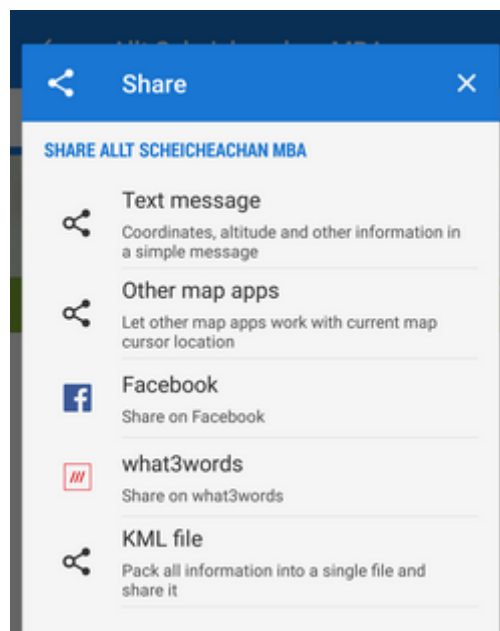 Share
SHARE ALLT SCHEICHEACHAN MBA
Text message
Coordinates, altitude and other information in
a simple message
Other map apps
Let other map apps work with current map
cursor location
Facebook
Share on Facebook
what3words
Share on what3words
KML file
Pack all information into a single file and
share it